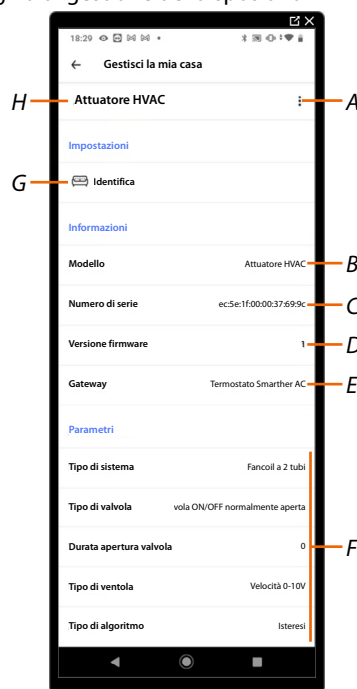 18:29
← Gestisci la mia casa
H Attuatore HVAC A
Impostazioni
G Identifica
Informazioni
Modello Attuatore HVAC B
Numero di serie ec:5e:1f:00:00:37:69:9c C
Versione firmware 1 D
Gateway Termostato Smarther AC E
Parametri
Tipo di sistema Fancoil a 2 tubi
Tipo di valvola vola ON/OFF normalmente aperta
Durata apertura valvola 0 F
Tipo di ventola Velocità 0-10V
Tipo di algoritmo Isteresi